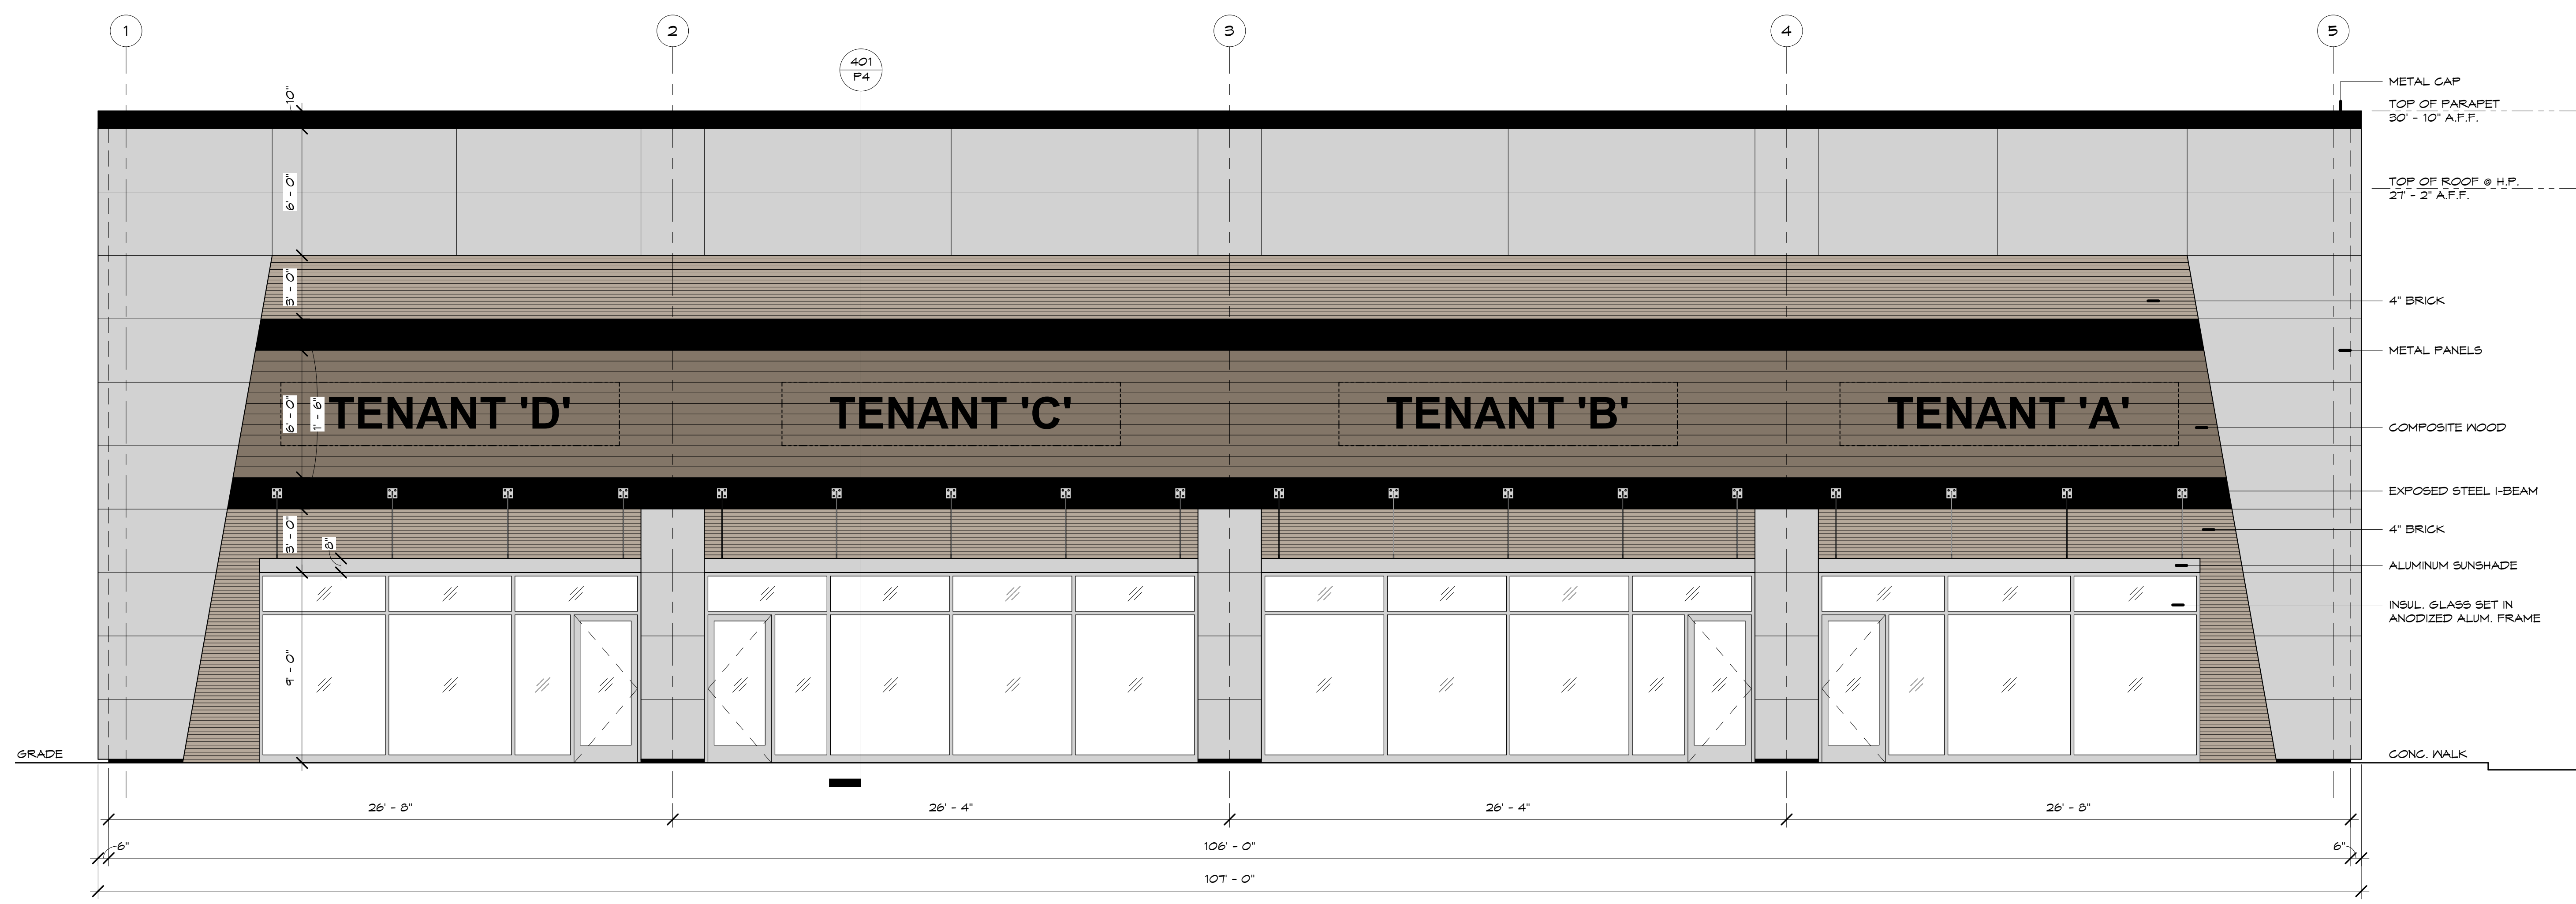 1
2
3
4
5
401
P4
METAL CAP
10"
TOP OF PARAPET
30' - 10" A.F.F.
6' - 0"
TOP OF ROOF @ H.P.
27' - 2" A.F.F.
3' - 0"
4" BRICK
METAL PANELS
6' - 0"
1' - 6"
TENANT 'D'
TENANT 'C'
TENANT 'B'
TENANT 'A'
COMPOSITE WOOD
EXPOSED STEEL I-BEAM
3' - 0"
8"
4" BRICK
ALUMINUM SUNSHADE
INSUL. GLASS SET IN
ANODIZED ALUM. FRAME
9' - 0"
GRADE
CONC. WALK
26' - 8"
26' - 4"
26' - 4"
26' - 8"
6"
106' - 0"
6"
107' - 0"